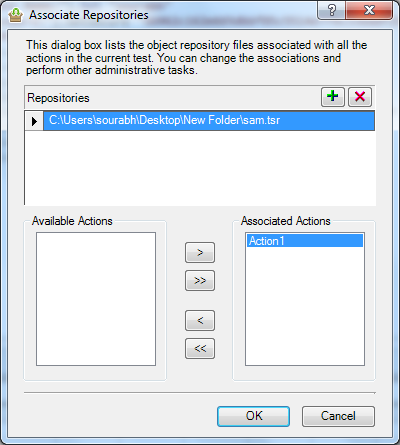 Associate Repositories
This dialog box lists the object repository files associated with all the
actions in the current test. You can change the associations and
perform other administrative tasks.
Repositories
C:\Users\sourabh\Desktop\New Folder\sam.tsr
Available Actions
Associated Actions
Action1
>
>>
<
<<
OK
Cancel